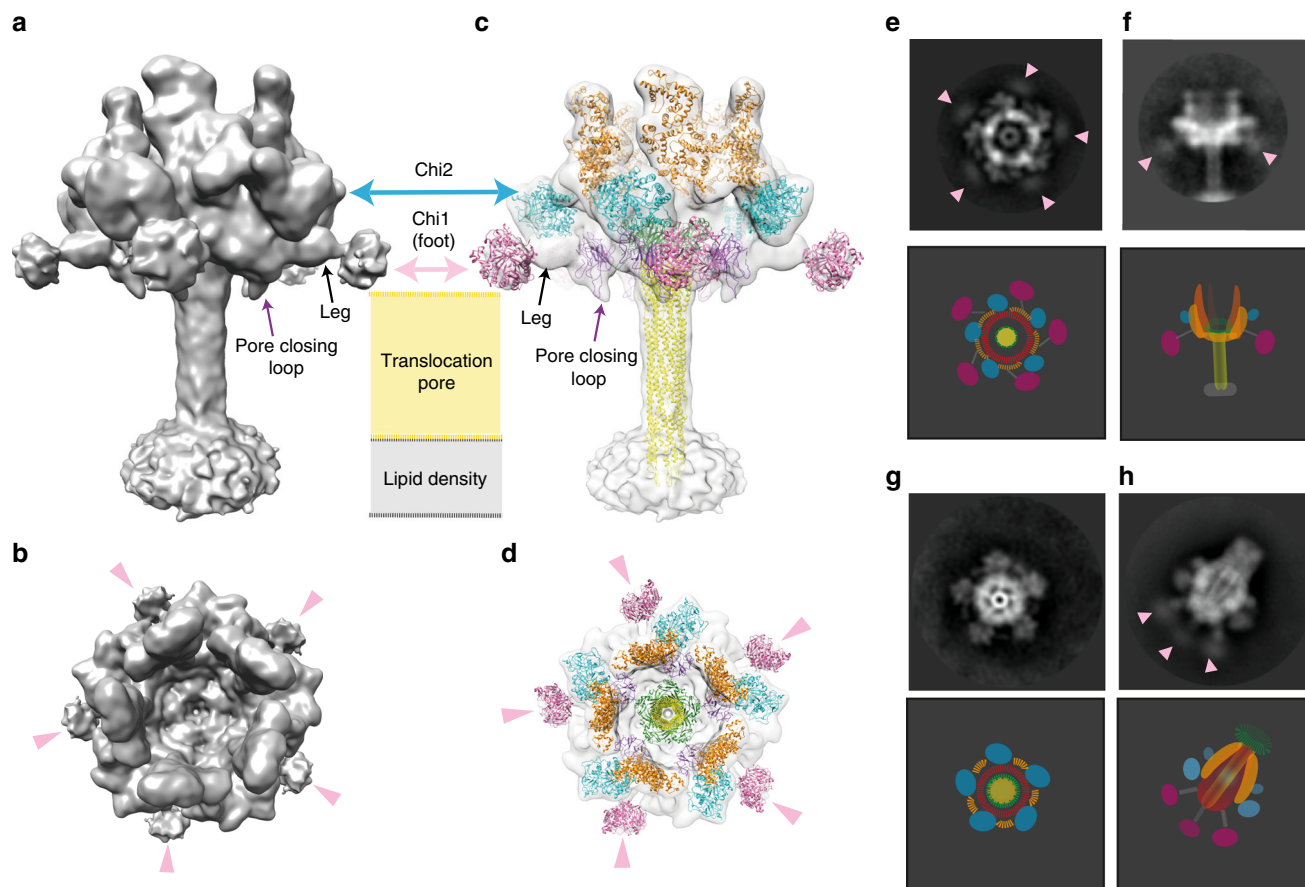 a
c
e
f
Chi2
Chi1
(foot)
Leg
Leg
Pore closing
loop
Pore closing
loop
Translocation
pore
Lipid density
b
d
g
h